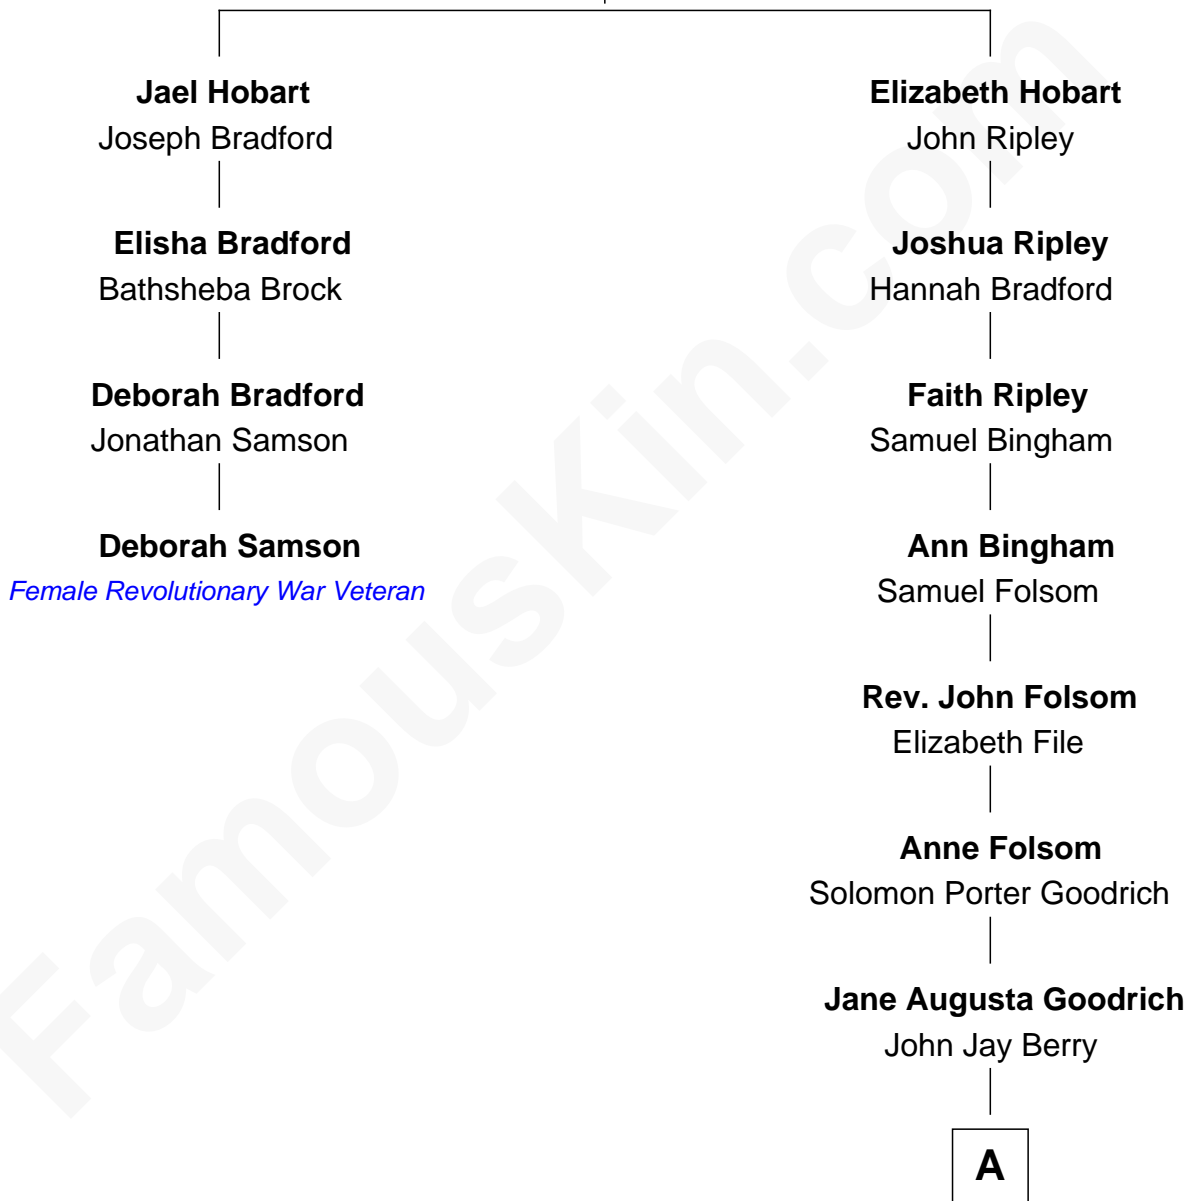 Jael Hobart
Joseph Bradford
Elisha Bradford
Bathsheba Brock
Deborah Bradford
Jonathan Samson
Deborah Samson
Female Revolutionary War Veteran
Elizabeth Hobart
John Ripley
Joshua Ripley
Hannah Bradford
Faith Ripley
Samuel Bingham
Ann Bingham
Samuel Folsom
Rev. John Folsom
Elizabeth File
Anne Folsom
Solomon Porter Goodrich
Jane Augusta Goodrich
John Jay Berry
A
FamousKin.com